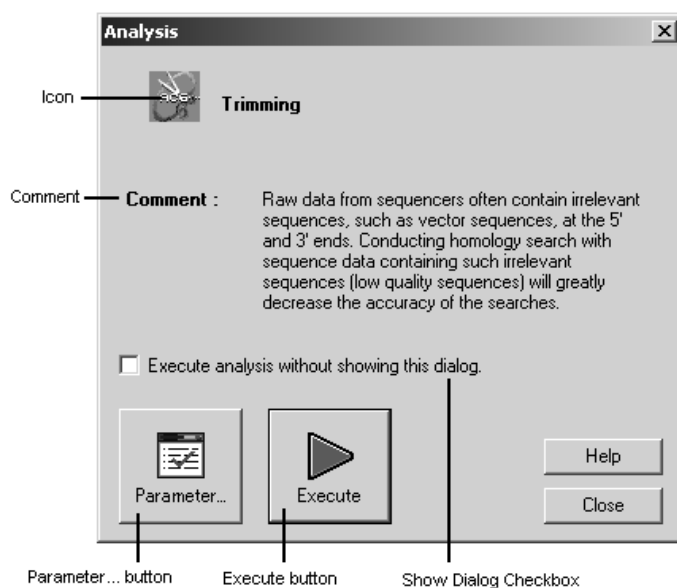 Analysis
Icon
Trimming
Comment
Comment :
Raw data from sequencers often contain irrelevant
sequences, such as vector sequences, at the 5'
and 3' ends. Conducting homology search with
sequence data containing such irrelevant
sequences (low quality sequences) will greatly
decrease the accuracy of the searches.
Execute analysis without showing this dialog.
Parameter...
Execute
Help
Close
Parameter... button
Execute button
Show Dialog Checkbox